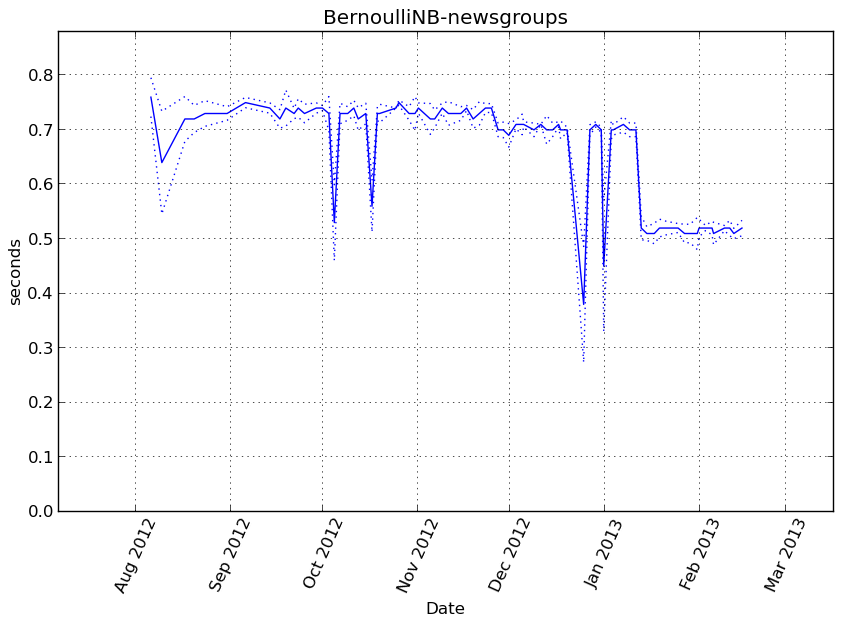 BernoulliNB-newsgroups
0.8
0.7
0.6
0.5
0.4
0.3
0.2
0.1
0.0
seconds
Aug 2012
Sep 2012
Oct 2012
Nov 2012
Dec 2012
Jan 2013
Feb 2013
Mar 2013
Date